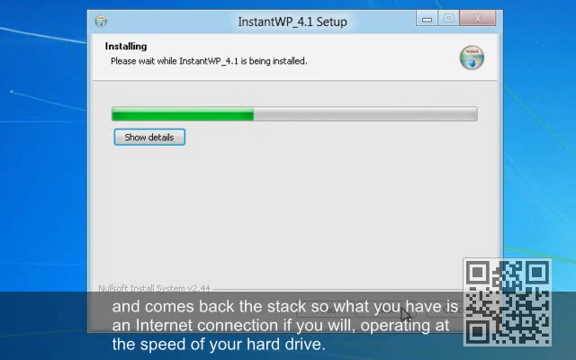 InstantWP_4.1 Setup
Installing
Please wait while InstantWP_4.1 is being installed.
Show details
Nullsoft Install System v2.44
and comes back the stack so what you have is
an Internet connection if you will, operating at
the speed of your hard drive.